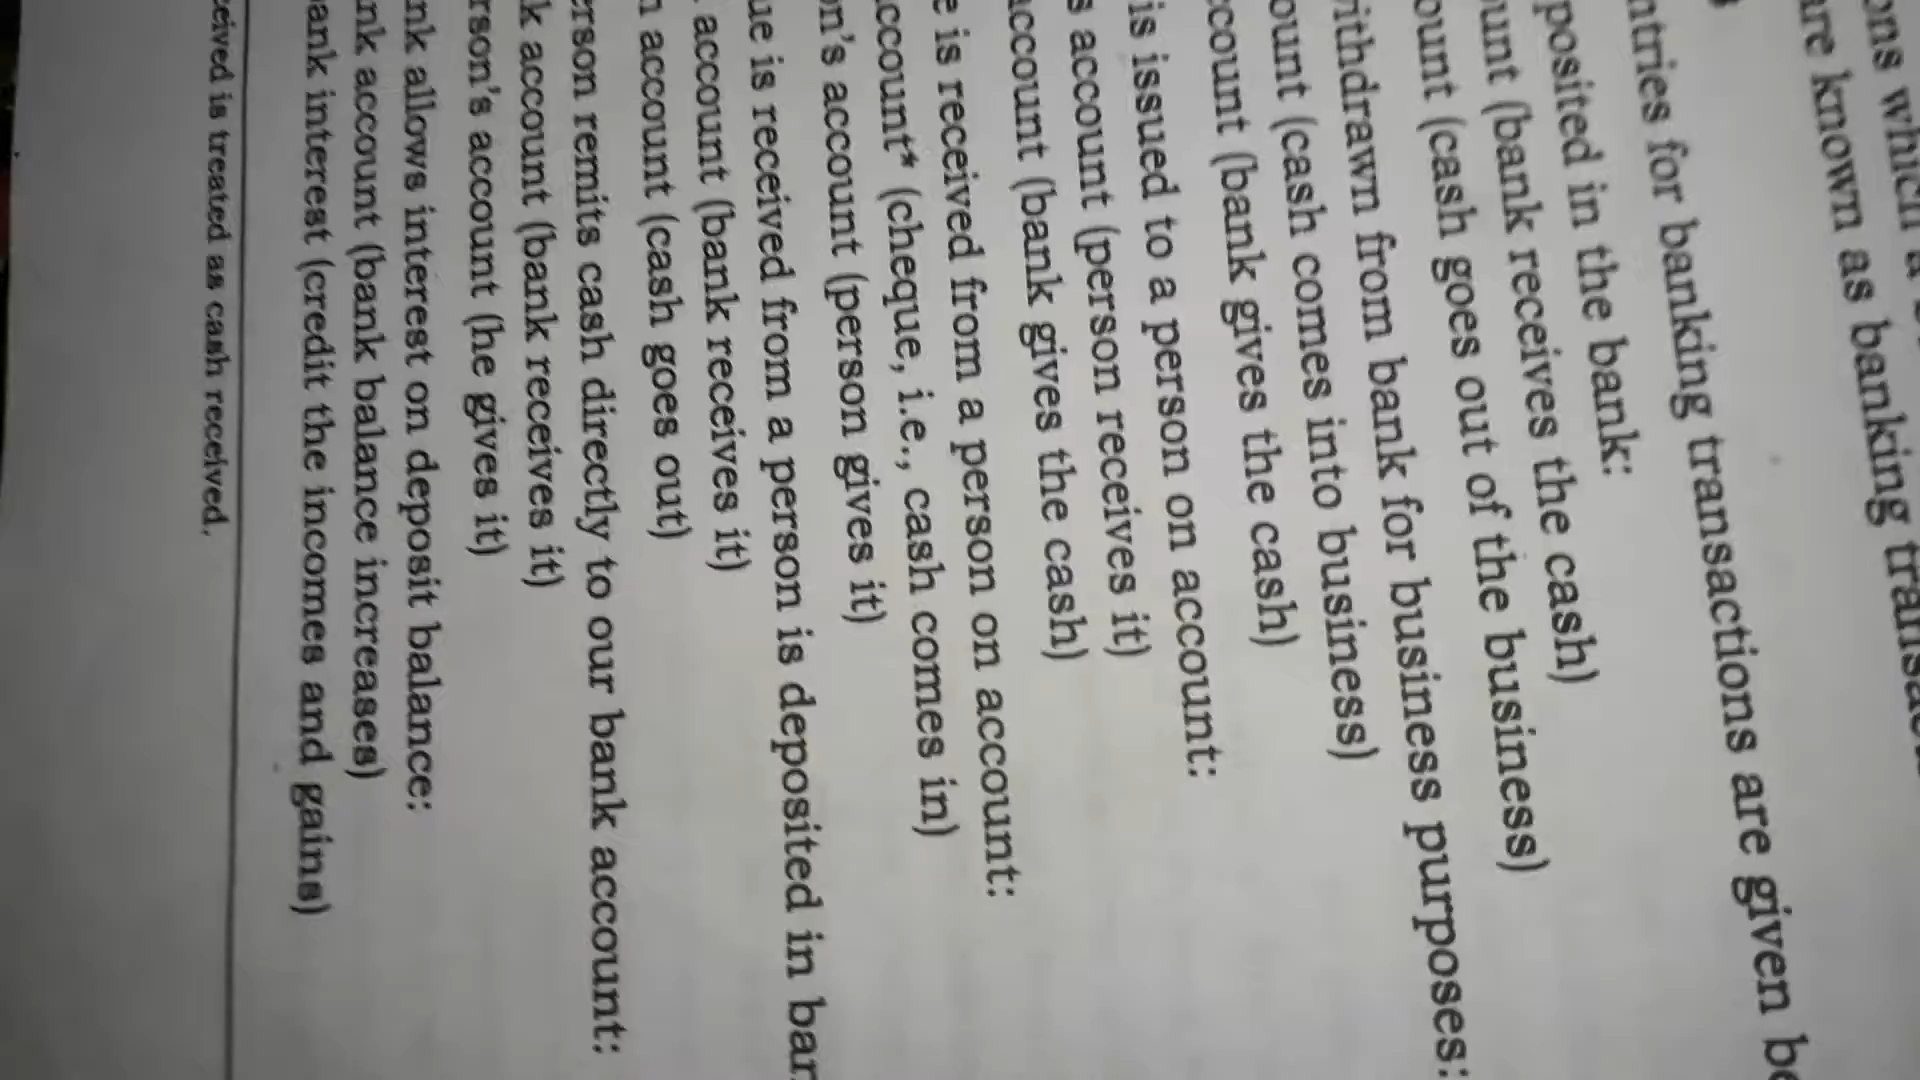 ons which a
are known as banking
ntries for banking transactions are given be
posited in the bank:
unt (bank receives the cash)
ount (cash goes out of the business)
ithdrawn from bank for business purposes:
ount (cash comes into business)
ccount (bank gives the cash)
is issued to a person on account:
s account (person receives it)
account (bank gives the cash)
e is received from a person on account:
account* (cheque, i.e., cash comes in)
on's account (person gives it)
ue is received from a person is deposited in ban
account (bank receives it)
account (cash goes out)
erson remits cash directly to our bank account:
k account (bank receives it)
rson's account (he gives it)
nk allows interest on deposit balance:
nk account (bank balance increases)
bank interest (credit the incomes and gains)
ceived is treated as cash received.